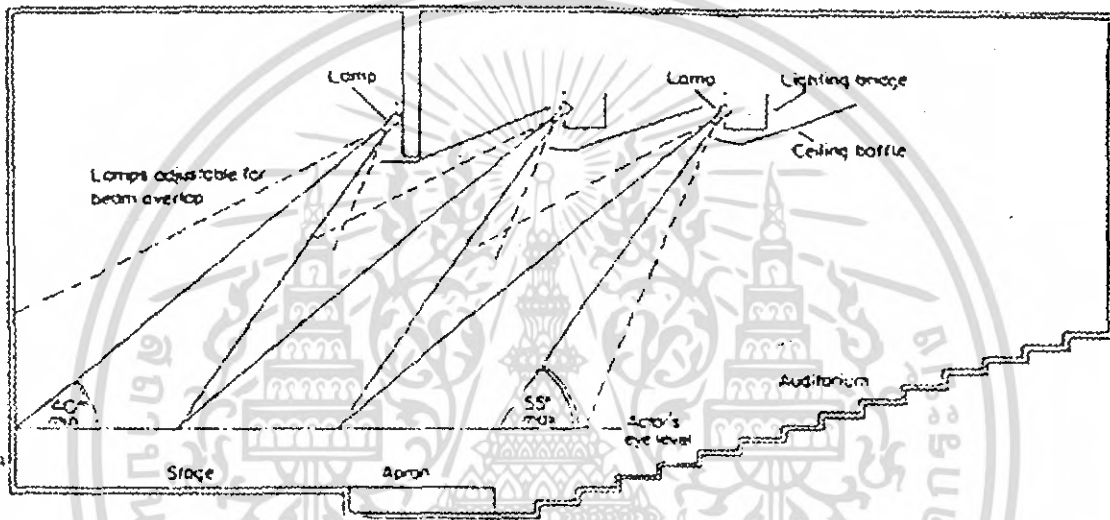 Lamp
Lamp
Lighting bridge
Ceiling baffle
Lamps adjustable for
beam overlap
40°
min
55°
max
Auditorium
Actor's
eye level
Stage
Apron